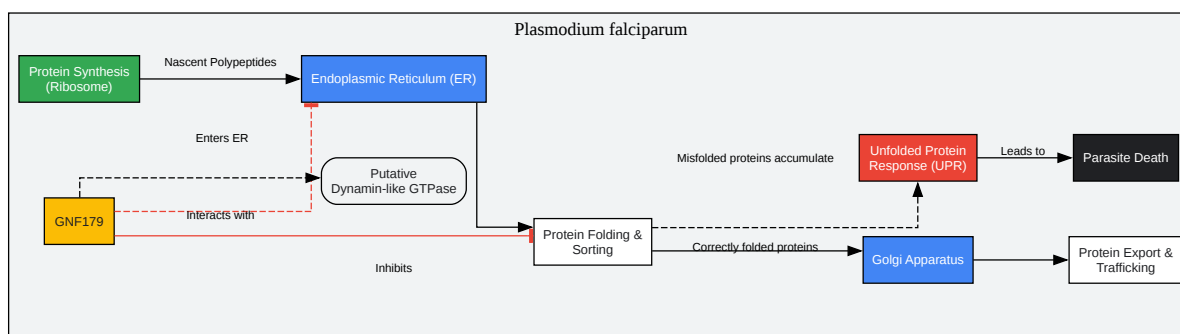 Plasmodium falciparum
Protein Synthesis
(Ribosome)
Nascent Polypeptides
Endoplasmic Reticulum (ER)
Enters ER
Putative
Dynamin-like GTPase
Misfolded proteins accumulate
Unfolded Protein
Response (UPR)
Leads to
Parasite Death
GNF179
Interacts with
Protein Folding &
Sorting
Correctly folded proteins
Golgi Apparatus
Protein Export &
Trafficking
Inhibits